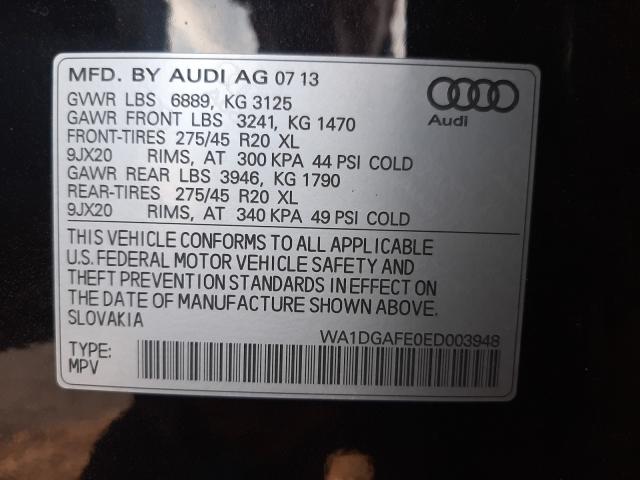 MFD. BY AUDI AG 07 13
Audi
GVWR LBS 6889, KG 3125
GAWR FRONT LBS 3241, KG 1470
FRONT-TIRES 275/45 R20 XL
9JX20 RIMS, AT 300 KPA 44 PSI COLD
GAWR REAR LBS 3946, KG 1790
REAR-TIRES 275/45 R20 XL
9JX20 RIMS, AT 340 KPA 49 PSI COLD
THIS VEHICLE CONFORMS TO ALL APPLICABLE
U.S. FEDERAL MOTOR VEHICLE SAFETY AND
THEFT PREVENTION STANDARDS IN EFFECT ON
THE DATE OF MANUFACTURE SHOWN ABOVE.
SLOVAKIA
WA1DGAFE0ED003948
TYPE:
MPV